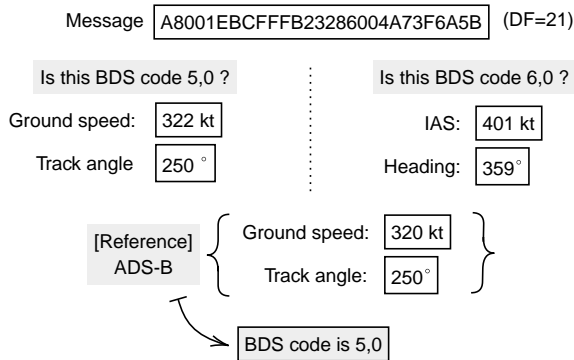 Message A8001EBCFFFB23286004A73F6A5B (DF=21)
Is this BDS code 5,0 ?
Ground speed: 322 kt
Track angle 250 °
Is this BDS code 6,0 ?
IAS: 401 kt
Heading: 359°
[Reference]
ADS-B
Ground speed: 320 kt
Track angle: 250°
BDS code is 5,0